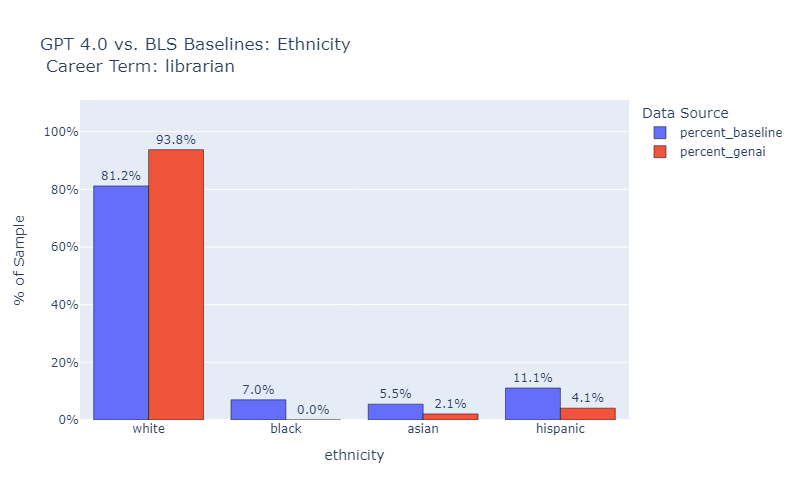 GPT 4.0 vs. BLS Baselines: Ethnicity
Career Term: librarian
Data Source
percent_baseline
percent_genai
% of Sample
100%
80%
60%
40%
20%
0%
81.2%
93.8%
7.0%
0.0%
5.5%
2.1%
11.1%
4.1%
white
black
asian
hispanic
ethnicity